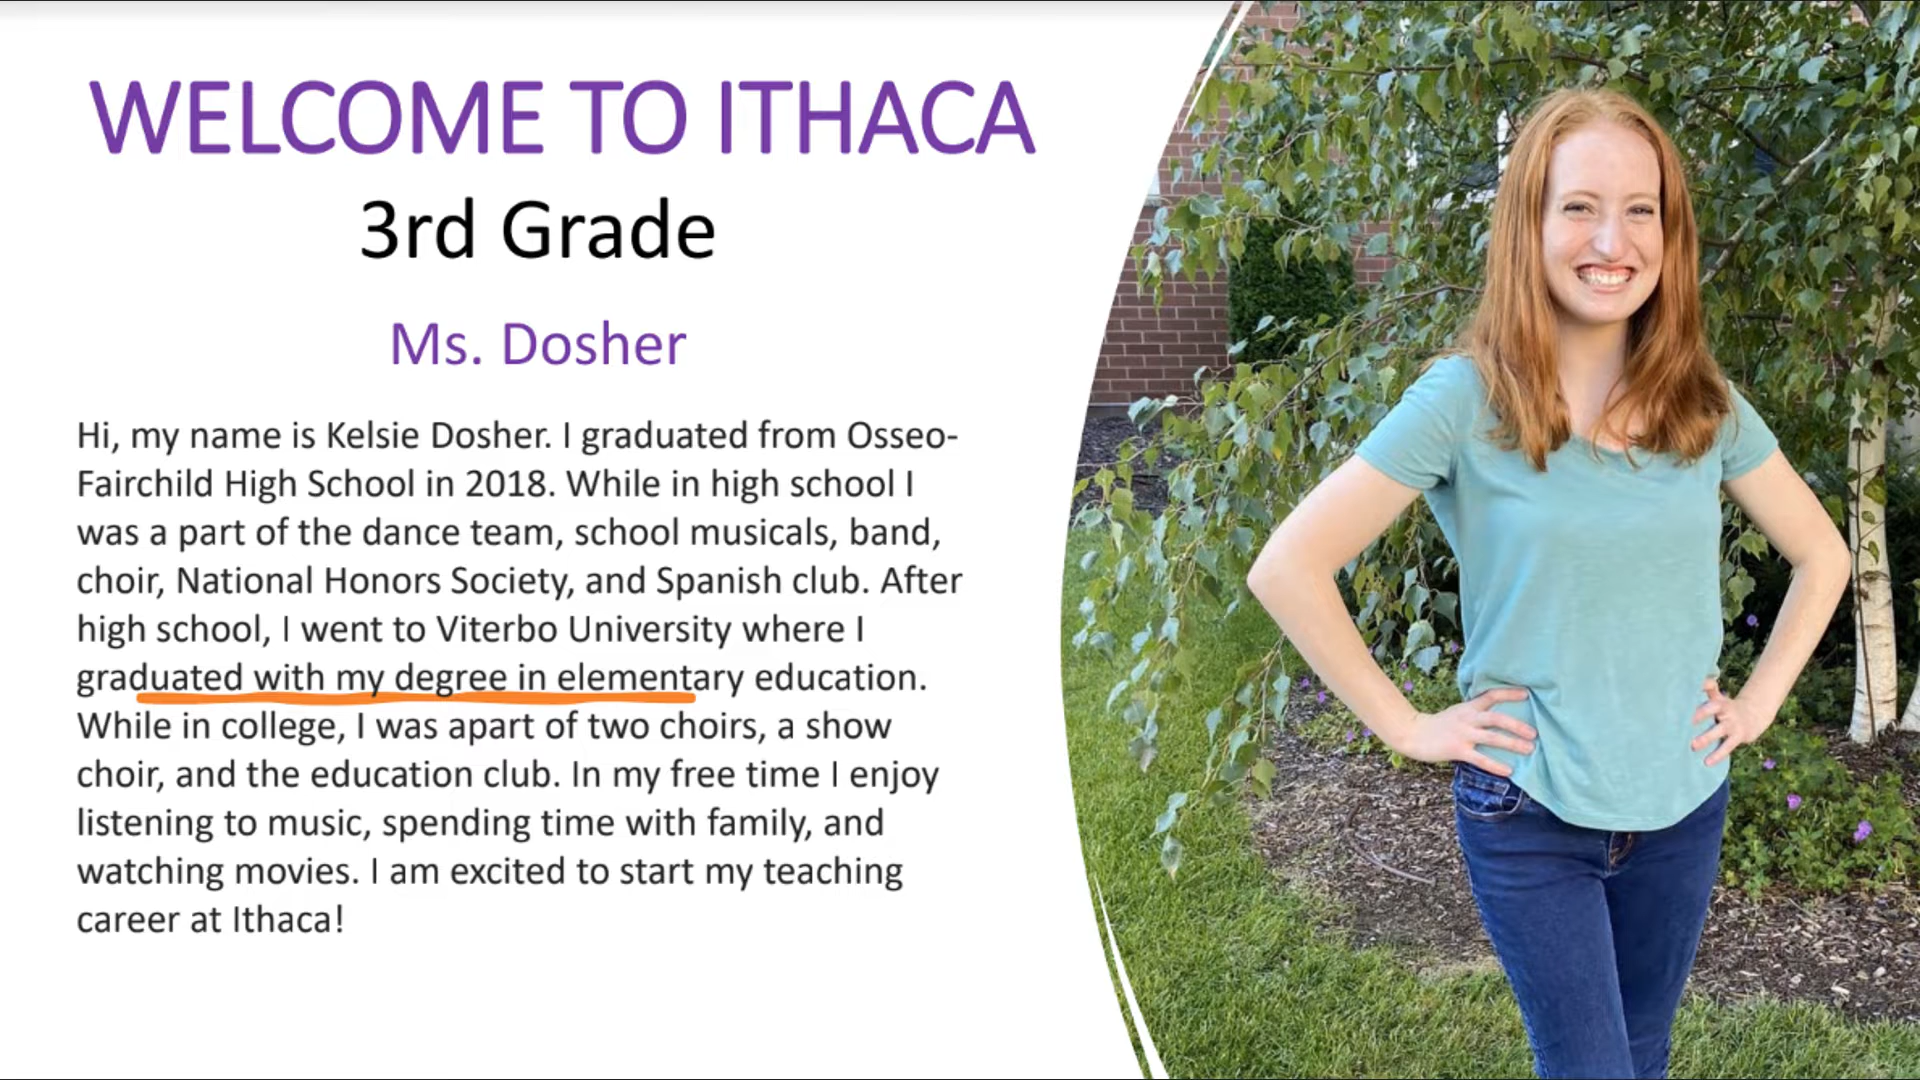 WELCOME TO ITHACA
3rd Grade
Ms. Dosher
Hi, my name is Kelsie Dosher. I graduated from Osseo-
Fairchild High School in 2018. While in high school I
was a part of the dance team, school musicals, band,
choir, National Honors Society, and Spanish club. After
high school, I went to Viterbo University where I
graduated with my degree in elementary education.
While in college, I was apart of two choirs, a show
choir, and the education club. In my free time I enjoy
listening to music, spending time with family, and
watching movies. I am excited to start my teaching
career at Ithaca!